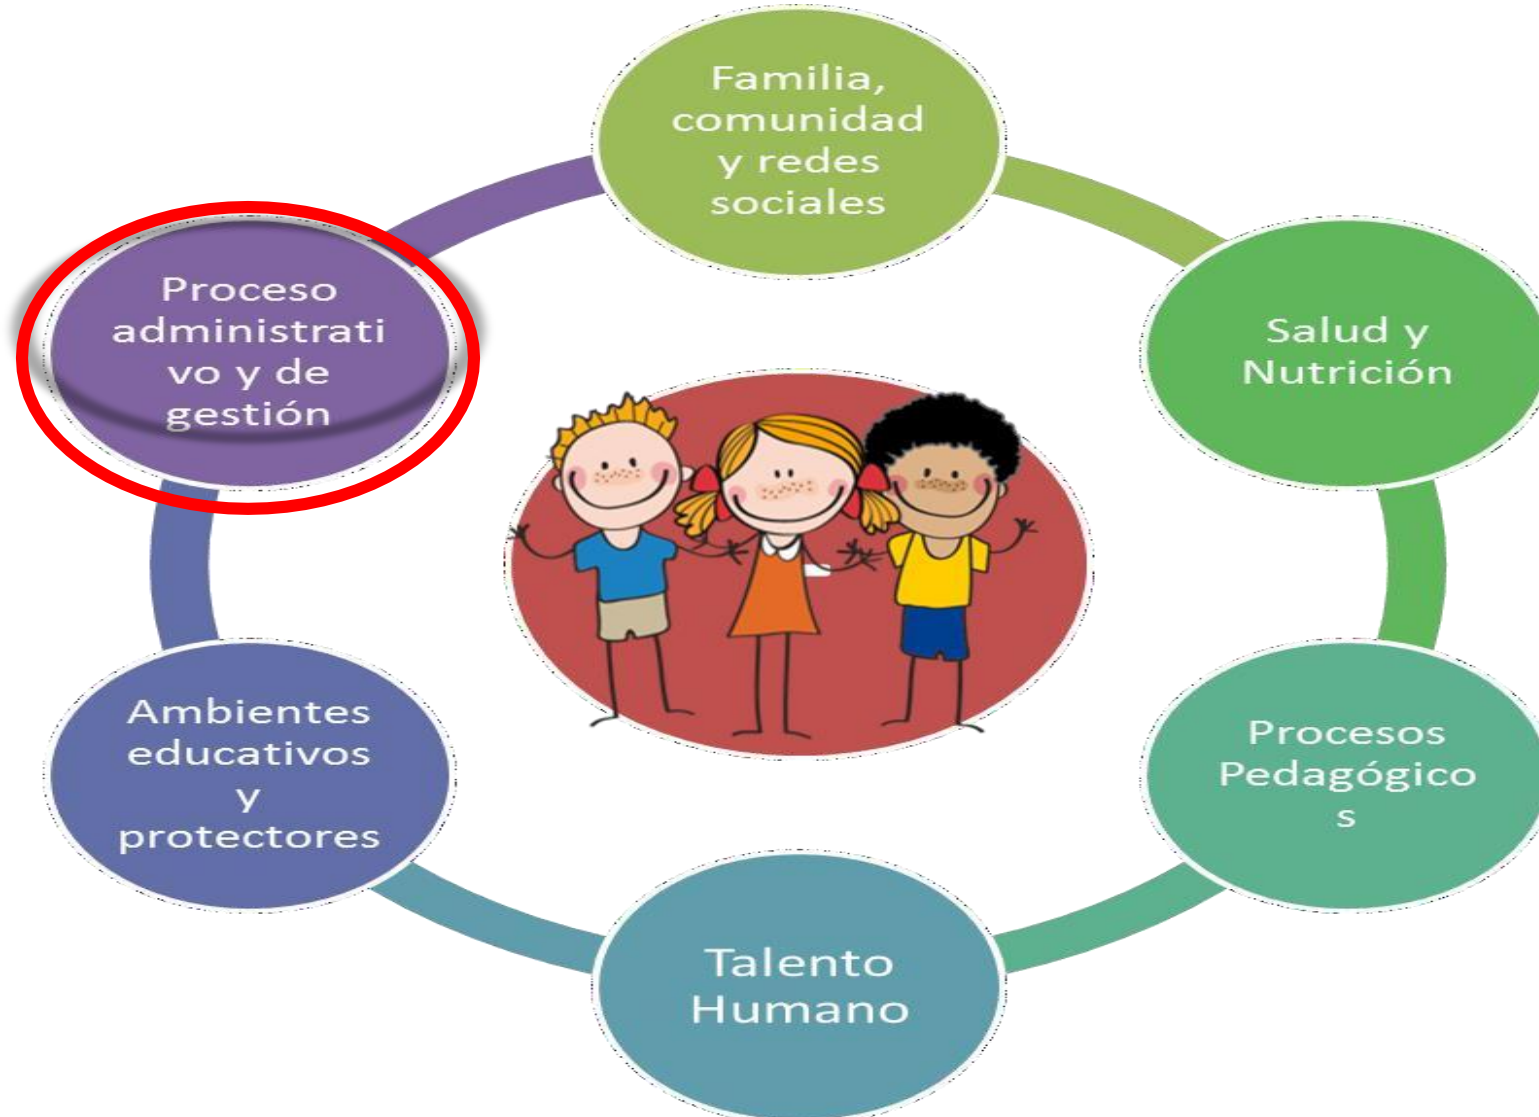 Familia,
comunidad
y redes
sociales
Salud y
Nutrición
Procesos
Pedagógico
s
Talento
Humano
Ambientes
educativos
y
protectores
Proceso
administrati
vo y de
gestión